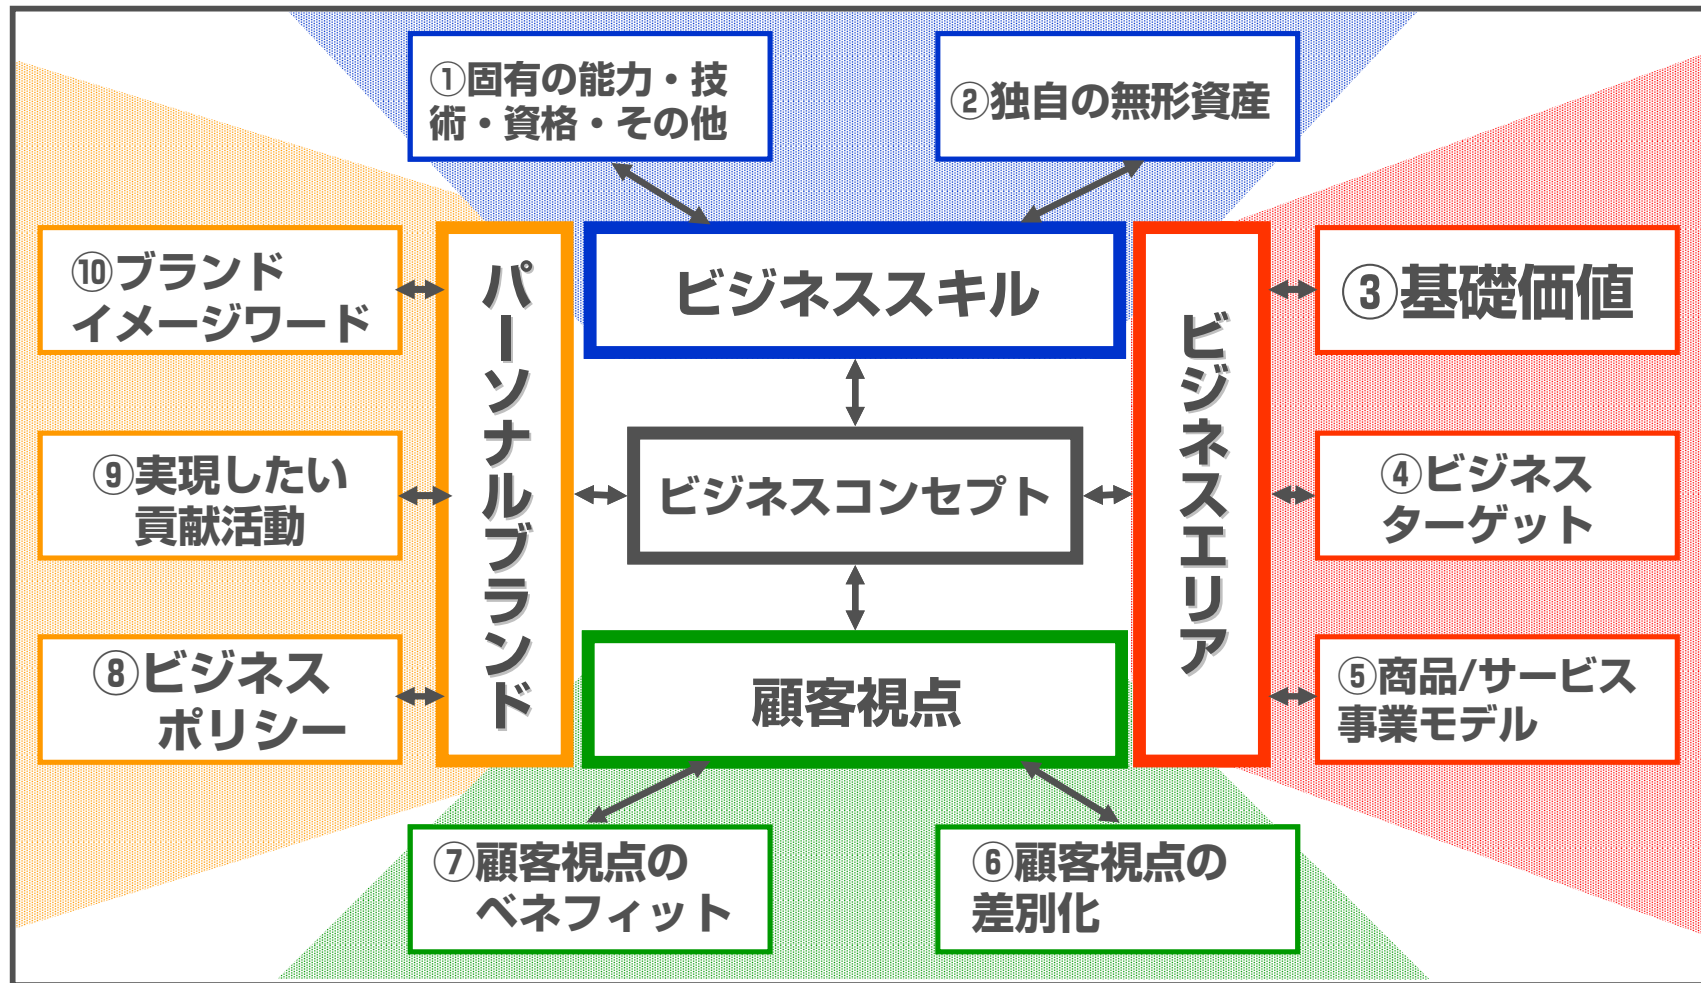 ①固有の能力・技
術・資格・その他
②独自の無形資産
⑩ブランド
イメージワード
パーソナルブランド
ビジネススキル
ビジネスエリア
③基礎価値
⑨実現したい
貢献活動
ビジネスコンセプト
④ビジネス
ターゲット
⑧ビジネス
ポリシー
顧客視点
⑤商品/サービス
事業モデル
⑦顧客視点の
ベネフィット
⑥顧客視点の
差別化